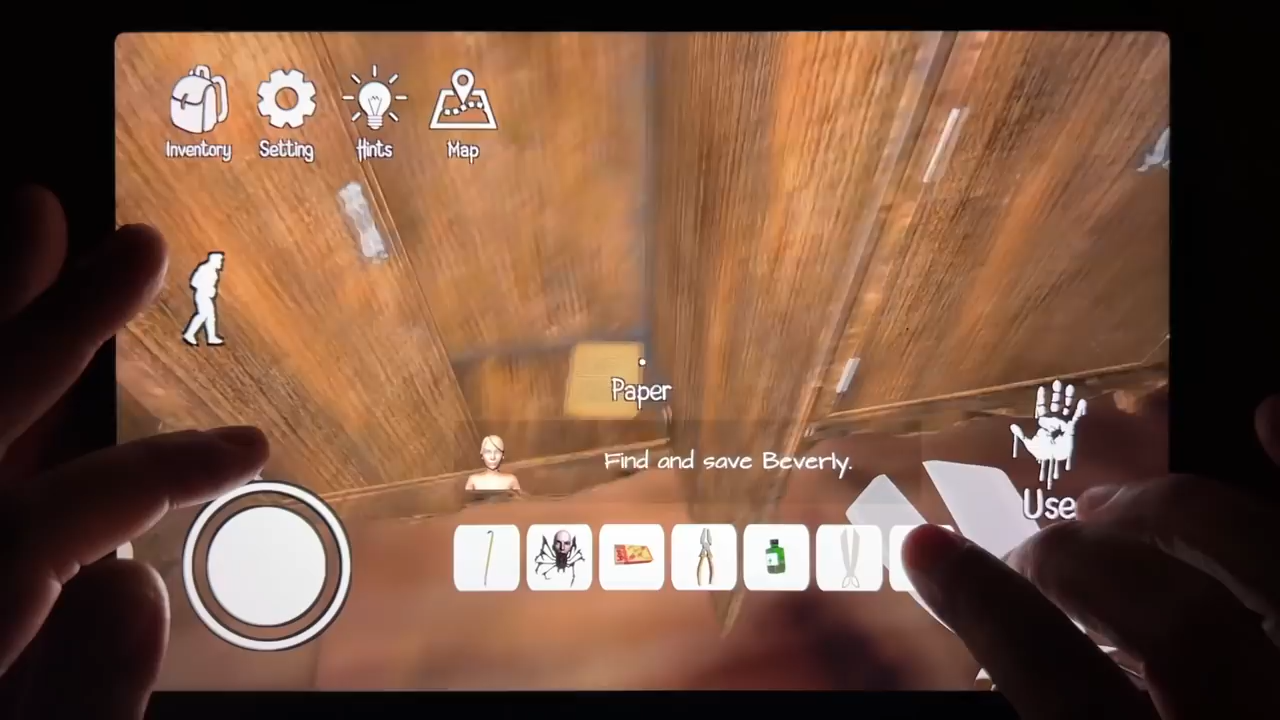 Inventory
Setting
Hints
Map
Paper
Find and save Beverly.
Use